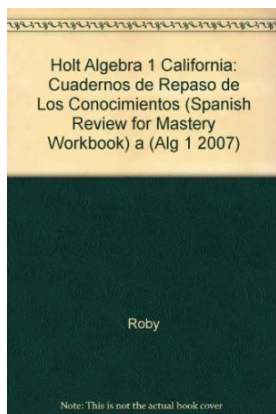 Holt Algebra 1 California:
Cuadernos de Repaso de
Los Conocimientos (Spanish
Review for Mastery
Workbook) a (Alg 1 2007)
Roby
Note: This is not the actual book cover